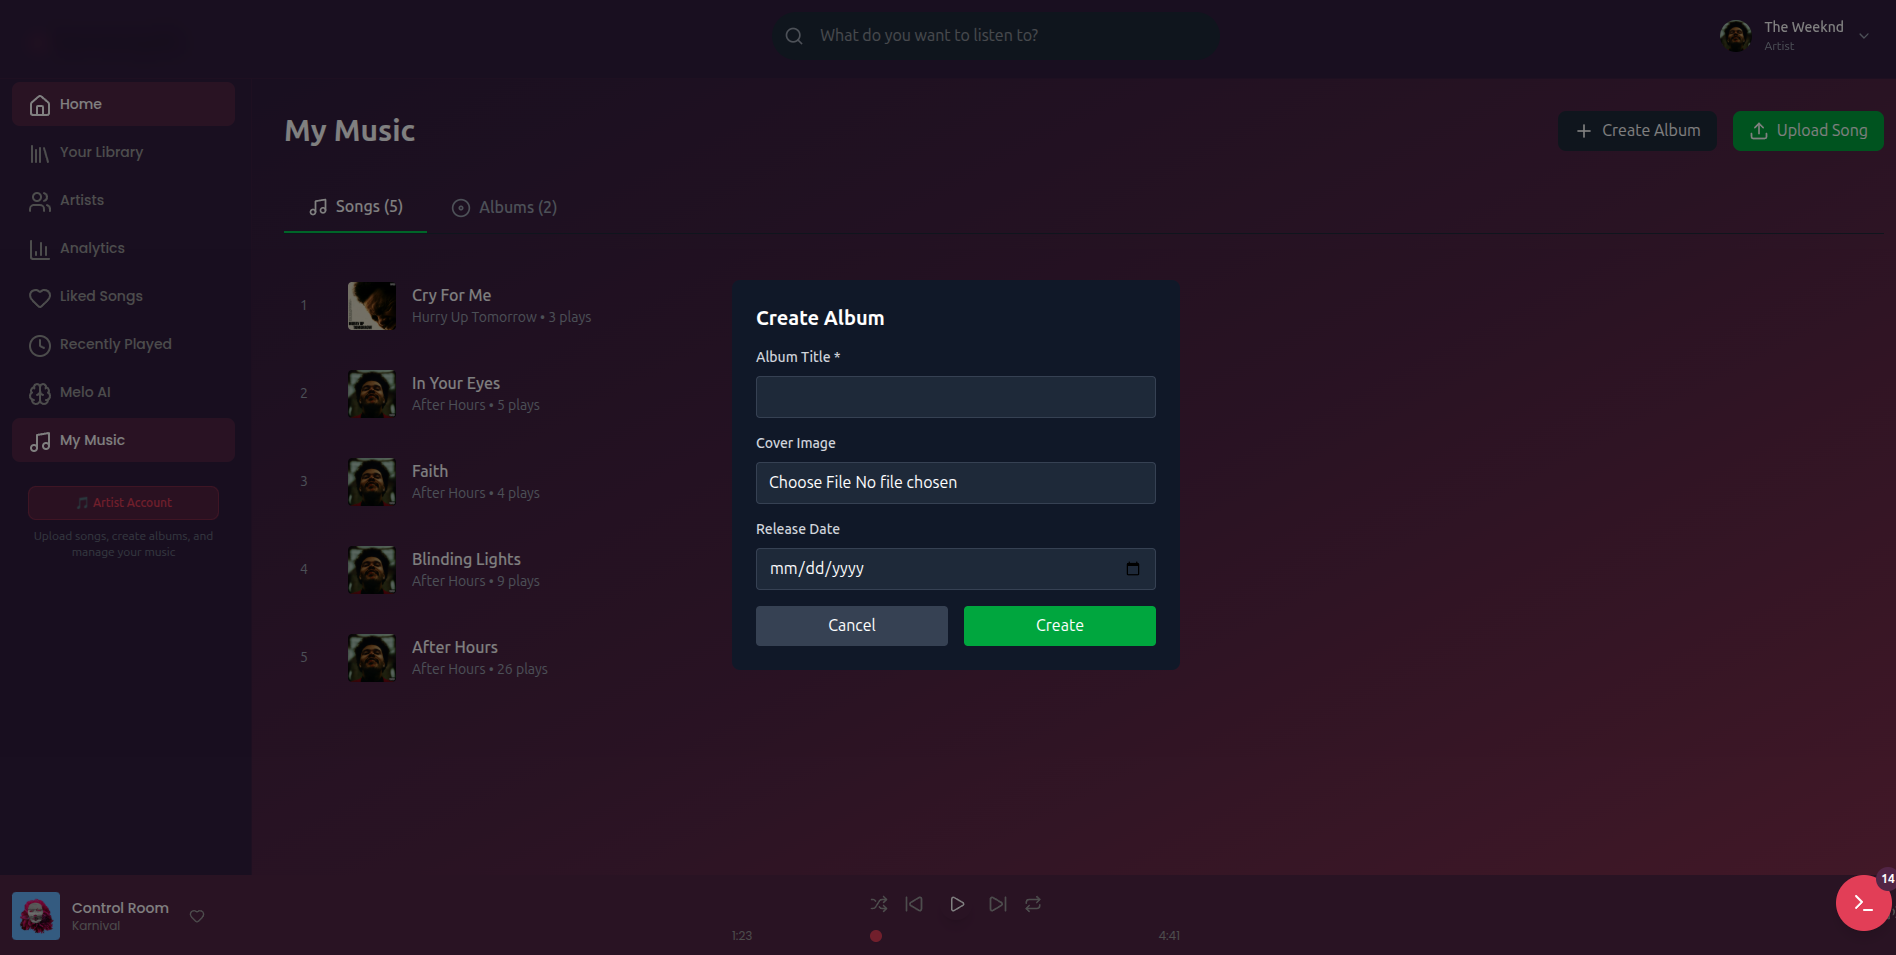 What do you want to listen to?
The Weeknd
Artist
Home
Your Library
Artists
Analytics
Liked Songs
Recently Played
Melo AI
My Music
Artist Account
Upload songs, create albums, and
manage your music
My Music
Create Album
Upload Song
Songs (5)
Albums (2)
1
Cry For Me
Hurry Up Tomorrow • 3 plays
2
In Your Eyes
After Hours • 5 plays
3
Faith
After Hours • 4 plays
4
Blinding Lights
After Hours • 9 plays
5
After Hours
After Hours • 26 plays
Create Album
Album Title *
Cover Image
Choose File No file chosen
Release Date
mm/dd/yyyy
Cancel
Create
Control Room
Karnival
1:23
4:41
14